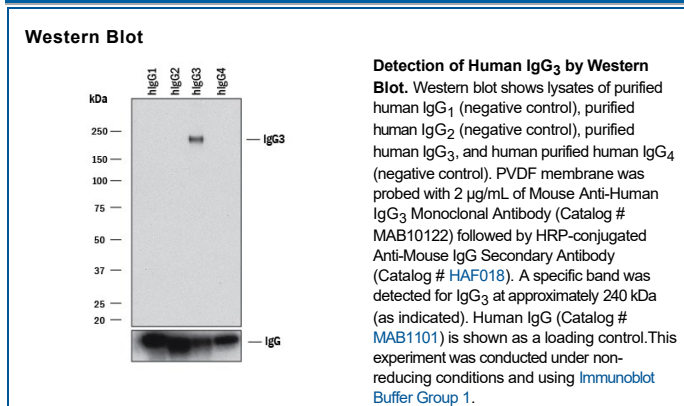 Western Blot
hIgG1 hIgG2 hIgG3 hIgG4
kDa
250
150
100
75
50
37
25
20
IgG3
IgG
Detection of Human IgG3 by Western
Blot. Western blot shows lysates of purified
human IgG1 (negative control), purified
human IgG2 (negative control), purified
human IgG3, and human purified human IgG4
(negative control). PVDF membrane was
probed with 2 µg/mL of Mouse Anti-Human
IgG3 Monoclonal Antibody (Catalog #
MAB10122) followed by HRP-conjugated
Anti-Mouse IgG Secondary Antibody
(Catalog # HAF018). A specific band was
detected for IgG3 at approximately 240 kDa
(as indicated). Human IgG (Catalog #
MAB1101) is shown as a loading control.This
experiment was conducted under non-
reducing conditions and using Immunoblot
Buffer Group 1.